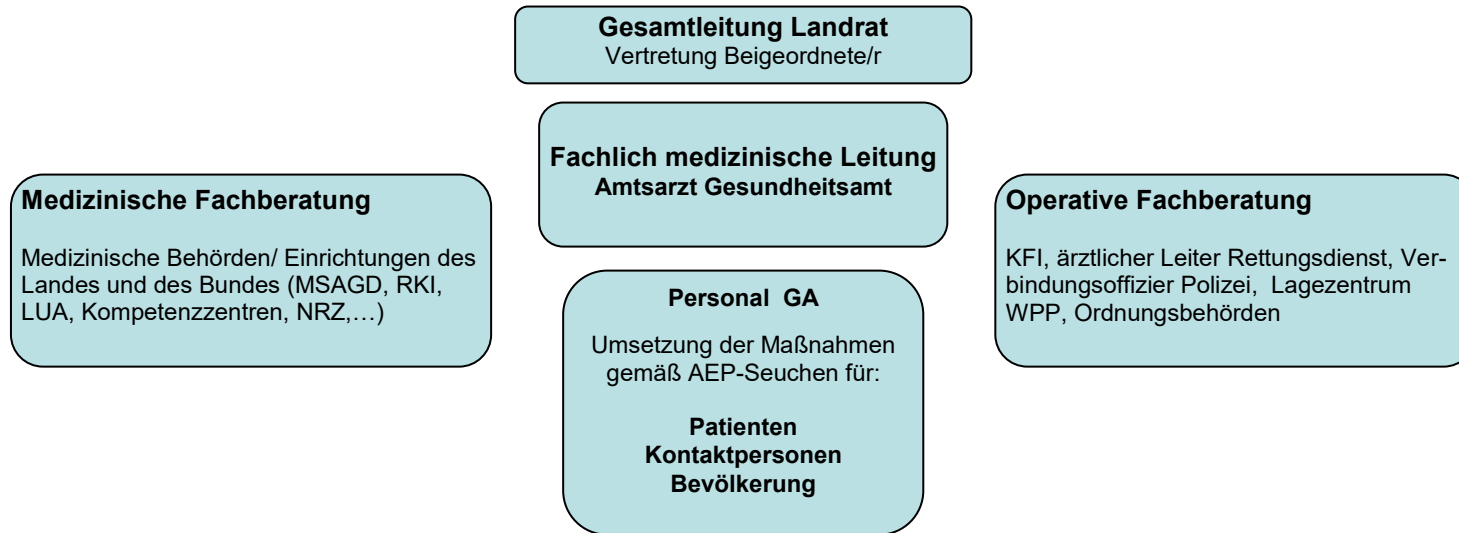 Gesamtleitung Landrat
Vertretung Beigeordnete/r
Fachlich medizinische Leitung
Amtsarzt Gesundheitsamt
Medizinische Fachberatung
Medizinische Behörden/ Einrichtungen des
Landes und des Bundes (MSAGD, RKI,
LUA, Kompetenzzentren, NRZ,…)
Operative Fachberatung
KFI, ärztlicher Leiter Rettungsdienst, Ver-
bindungsoffizier Polizei, Lagezentrum
WPP, Ordnungsbehörden
Personal GA
Umsetzung der Maßnahmen
gemäß AEP-Seuchen für:
Patienten
Kontaktpersonen
Bevölkerung